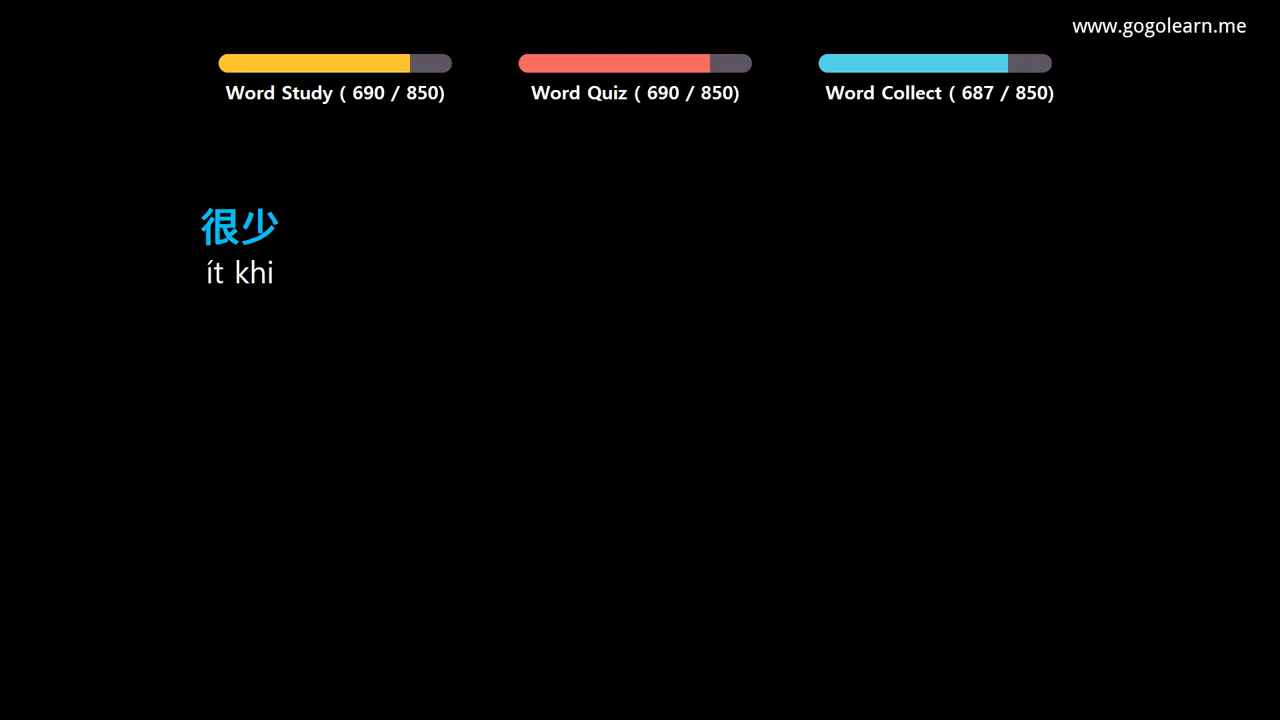 www.gogolearn.me
Word Study ( 690 / 850)
Word Quiz ( 690 / 850)
Word Collect ( 687 / 850)
很少
ít khi